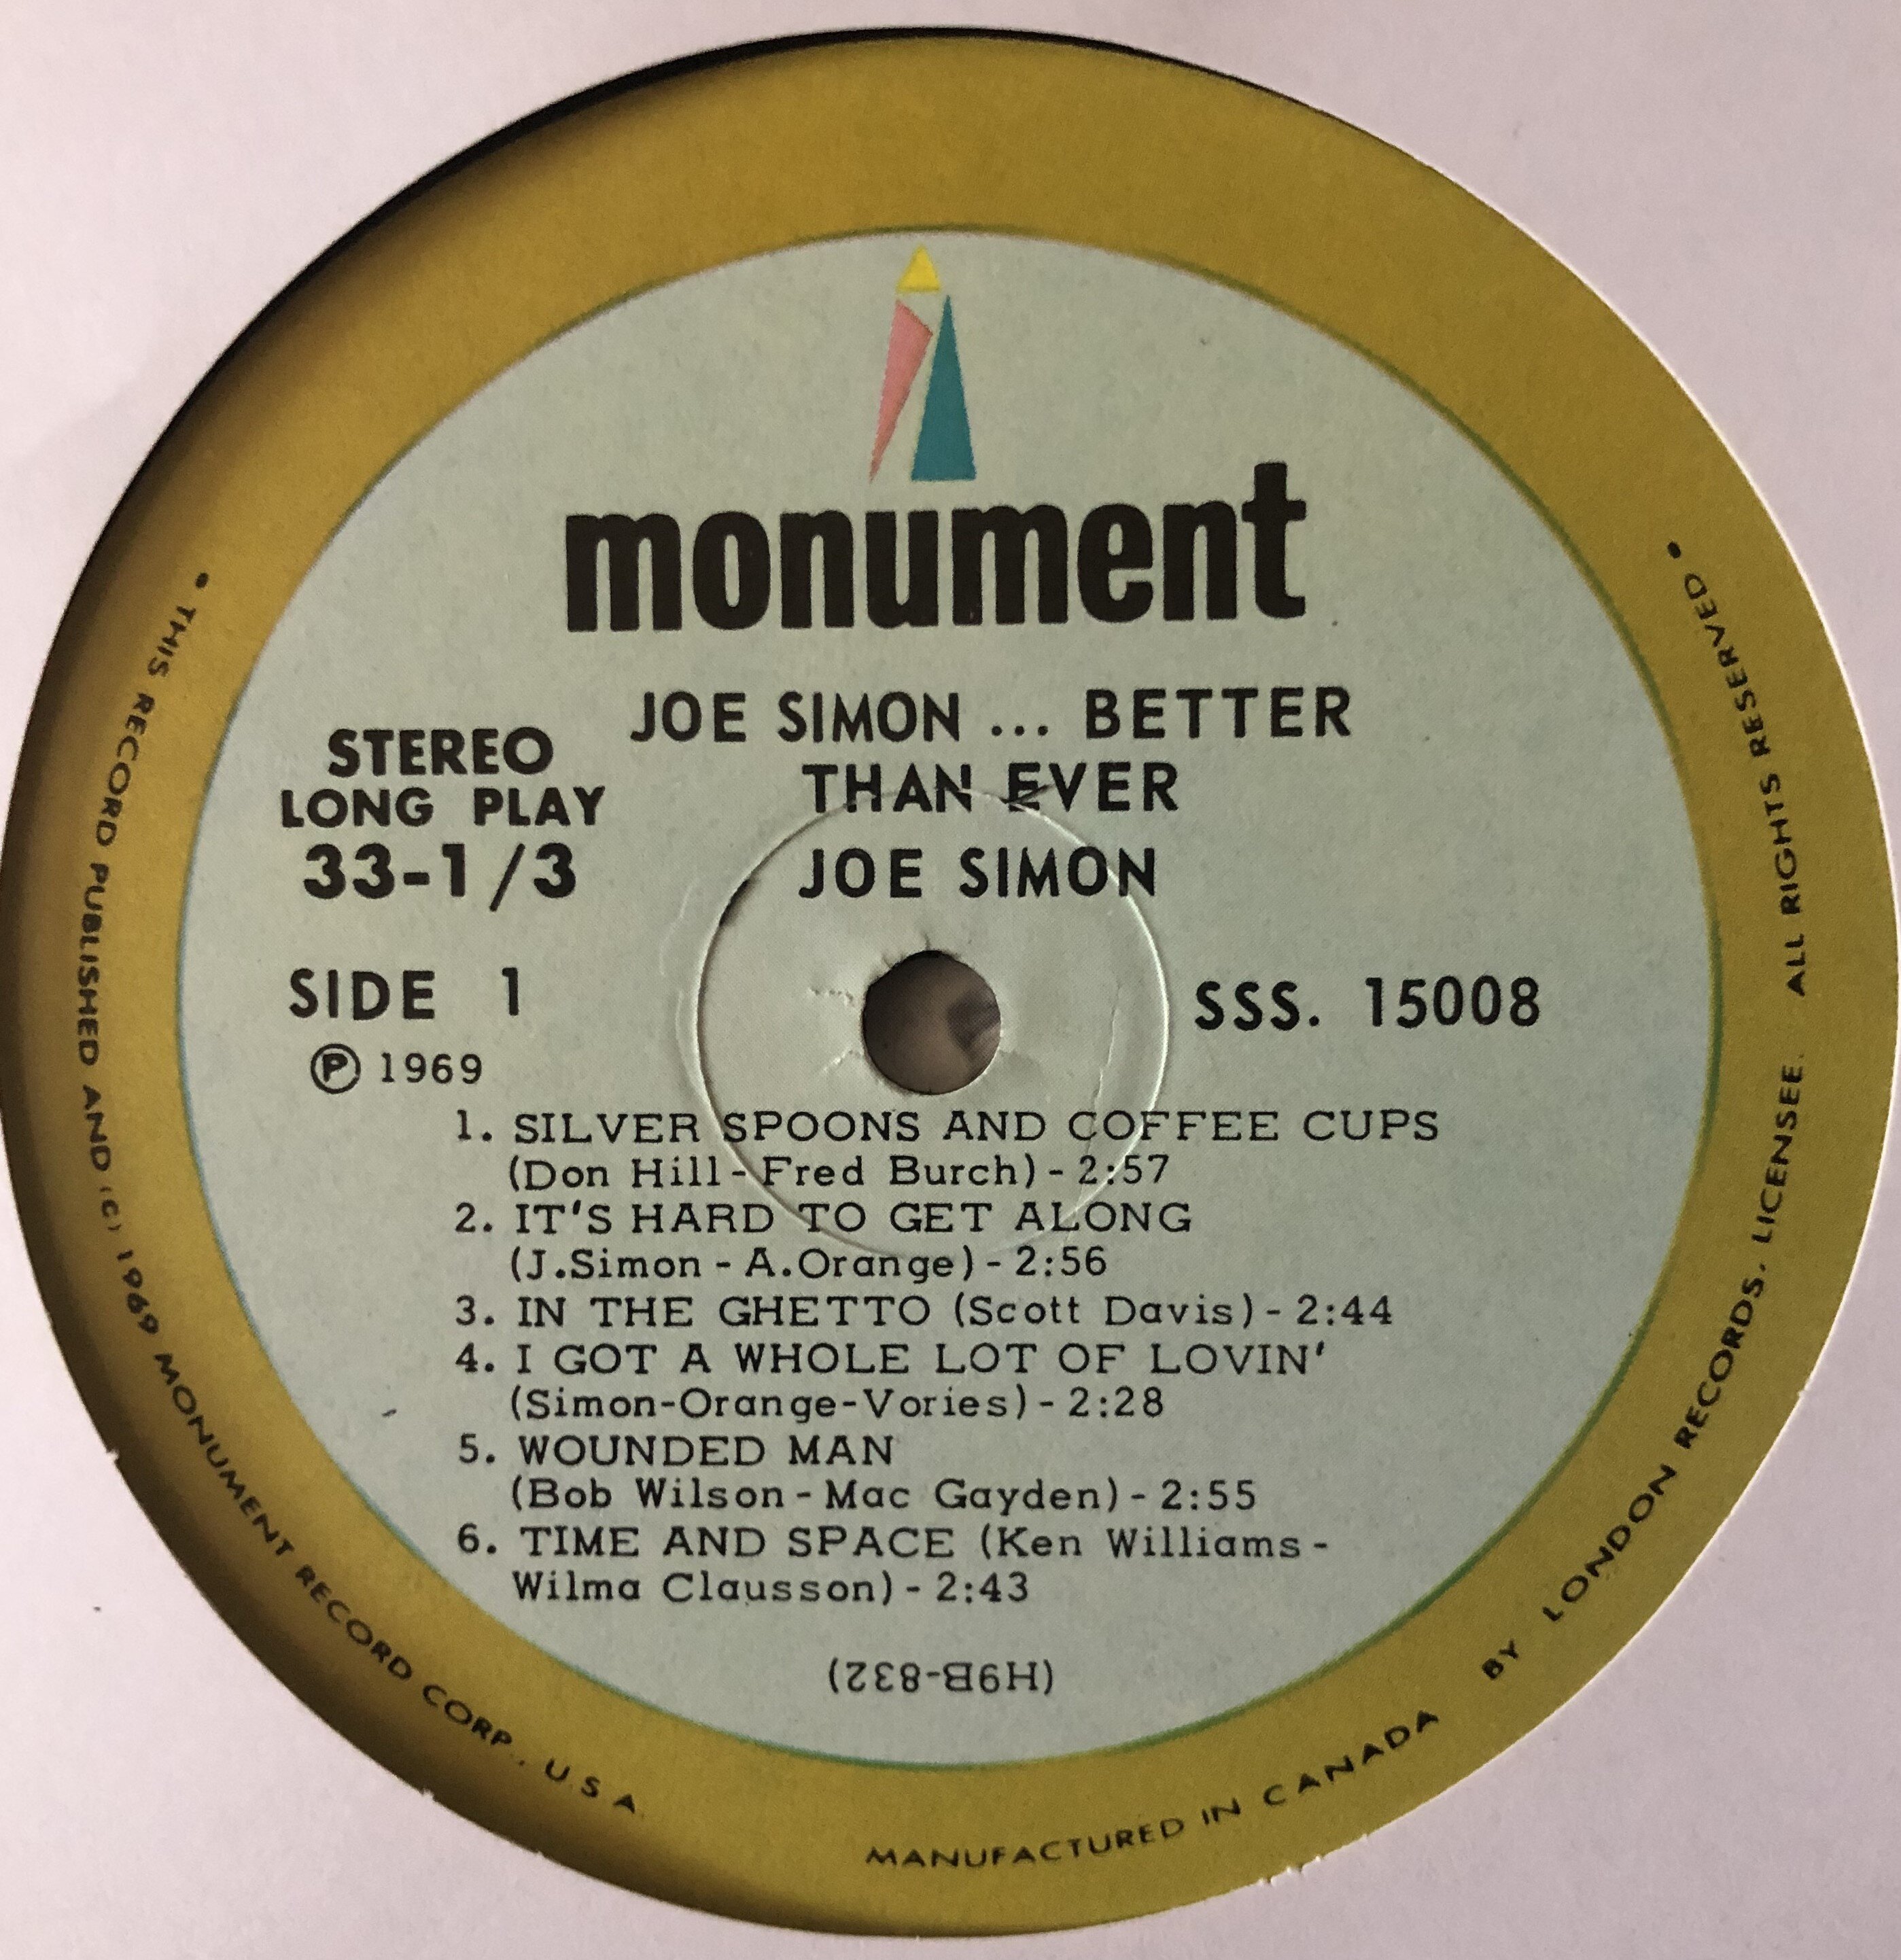 monument
JOE SIMON ... BETTER
THAN EVER
JOE SIMON
STEREO
LONG PLAY
33-1/3
SIDE 1
Ⓟ 1969
SSS. 15008
1. SILVER SPOONS AND COFFEE CUPS
(Don Hill-Fred Burch)-2:57
2. IT'S HARD TO GET ALONG
(J.Simon - A.Orange)-2:56
3. IN THE GHETTO (Scott Davis)-2:44
4. I GOT A WHOLE LOT OF LOVIN'
(Simon-Orange-Vories)-2:28
5. WOUNDED MAN
(Bob Wilson-Mac Gayden)-2:55
6. TIME AND SPACE (Ken Williams-
Wilma Clausson)-2:43
(H9B-832)
• THIS RECORD PUBLISHED AND (C) 1969 MONUMENT RECORD CORP., U.S.A.
MANUFACTURED IN CANADA BY LONDON RECORDS, LICENSEE. ALL RIGHTS RESERVED •